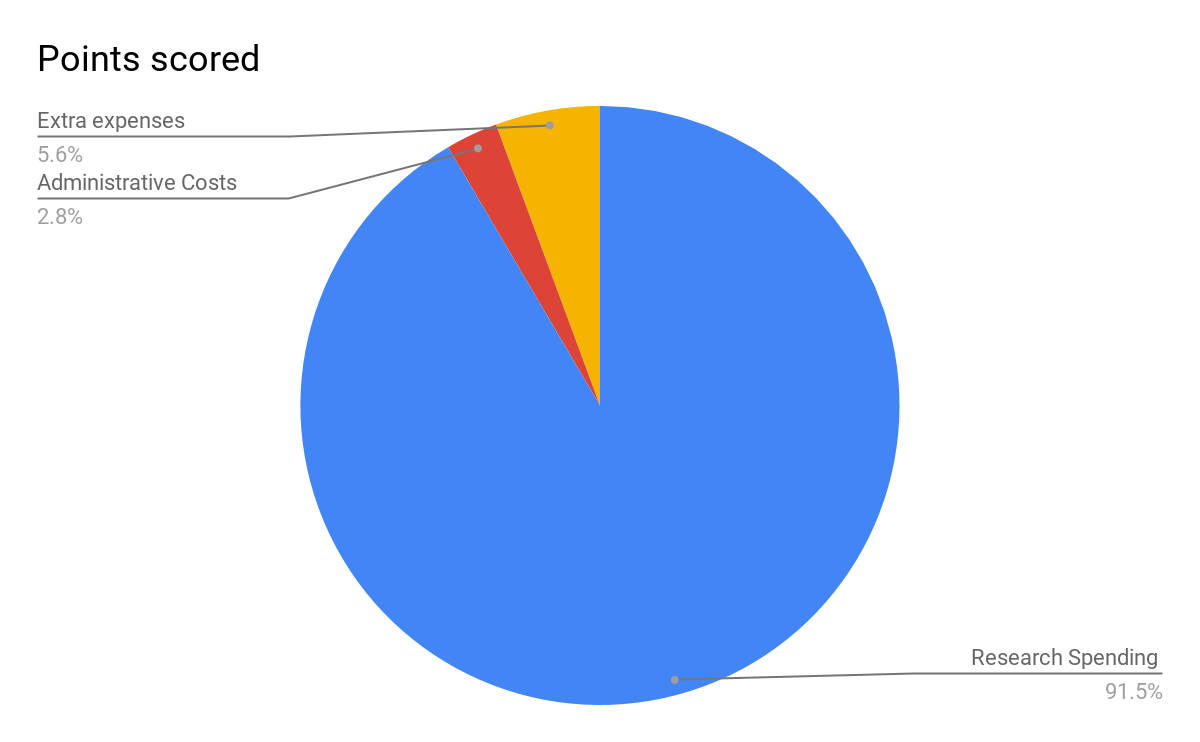 Points scored
Extra expenses
5.6%
Administrative Costs
2.8%
Research Spending
91.5%